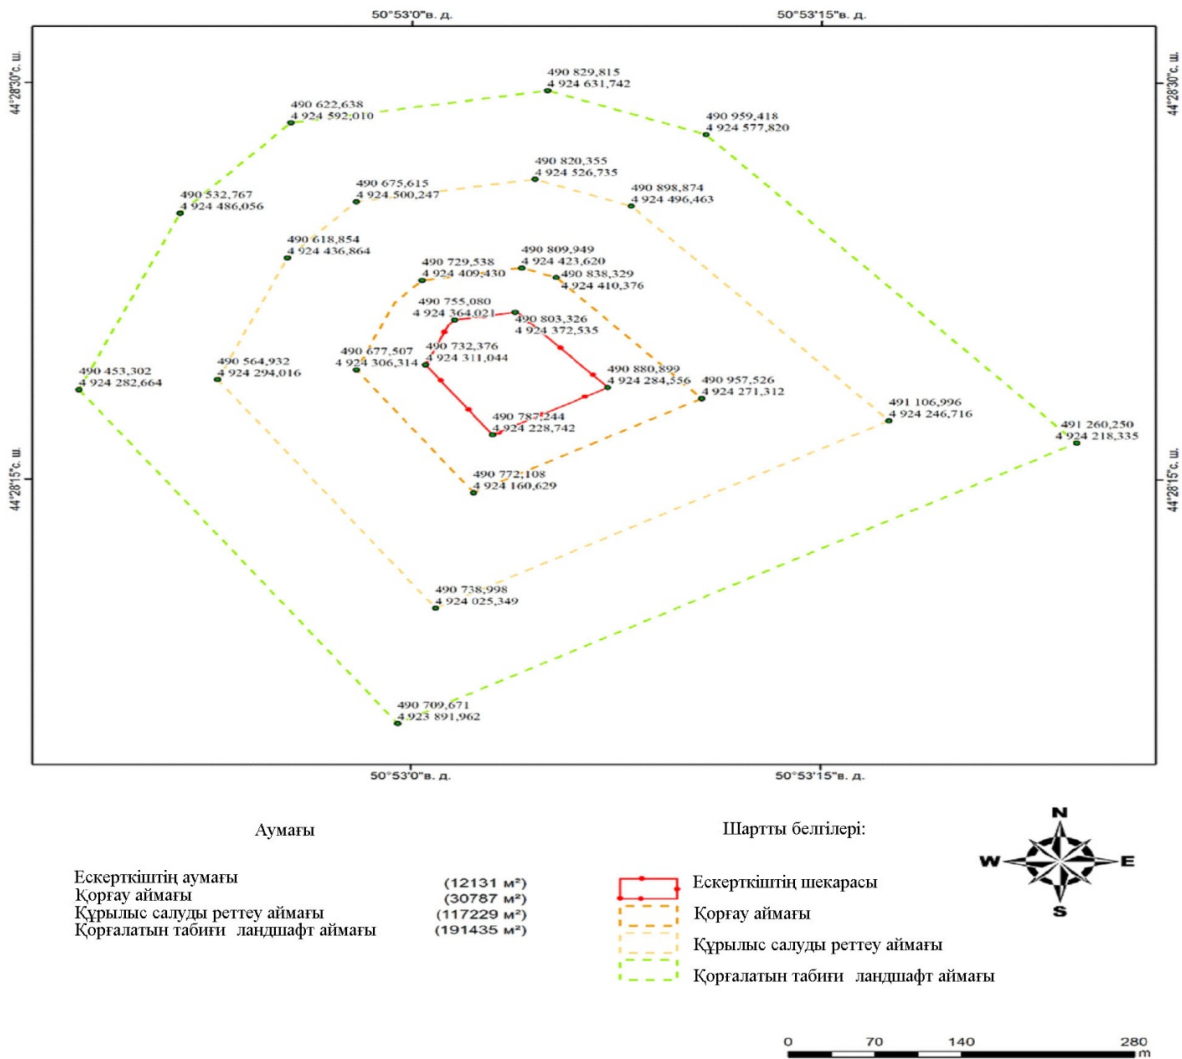 50°53'0"в. д.
50°53'15"в. д.
44°28'30"с. ш.
44°28'30"с. ш.
490 829,815
4 924 631,742
490 622,638
4 924 592,010
490 959,418
4 924 577,820
490 820,355
4 924 526,735
490 675,615
4 924 500,247
490 898,874
4 924 496,463
490 532,767
4 924 486,056
490 618,854
4 924 436,864
490 809,949
4 924 423,620
490 729,538
4 924 409,430
490 838,329
4 924 410,376
490 755,080
4 924 364,021
490 803,326
4 924 372,535
490 732,376
4 924 311,044
490 677,507
4 924 306,314
490 564,932
4 924 294,016
490 453,302
4 924 282,664
490 880,899
4 924 284,556
490 957,526
4 924 271,312
491 106,996
4 924 246,716
491 260,250
4 924 218,335
490 787,244
4 924 228,742
490 772,108
4 924 160,629
44°28'15"с. ш.
44°28'15"с. ш.
490 738,998
4 924 025,349
490 709,671
4 923 891,962
50°53'0"в. д.
50°53'15"в. д.
Аумағы
Ескерткіштің аумағы (12131 м²)
Қорғау аймағы (30787 м²)
Құрылыс салуды реттеу аймағы (117229 м²)
Қорғалатын табиғи ландшафт аймағы (191435 м²)
Шартты белгілері:
Ескерткіштің шекарасы
Қорғау аймағы
Құрылыс салуды реттеу аймағы
Қорғалатын табиғи ландшафт аймағы
N
W E
S
0 70 140 280
m